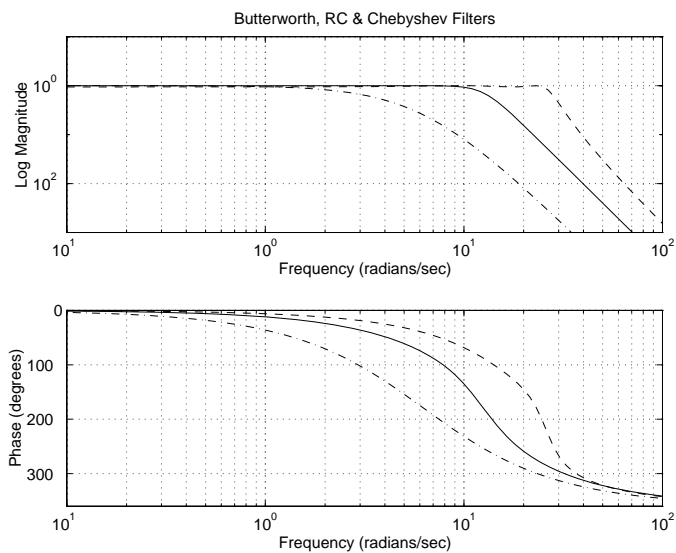 Butterworth, RC & Chebyshev Filters
Log Magnitude
10^0
10^2
10^1
10^0
10^1
10^2
Frequency (radians/sec)
Phase (degrees)
0
100
200
300
10^1
10^0
10^1
10^2
Frequency (radians/sec)